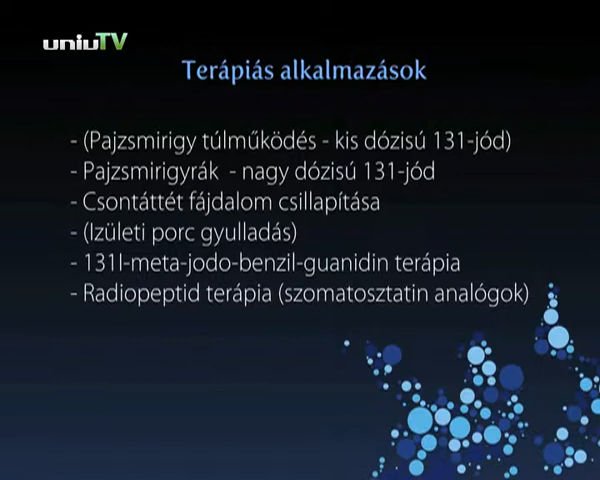 uniuTV
Terápiás alkalmazások
- (Pajzsmirigy túlműködés - kis dózisú 131-jód)
- Pajzsmirigyrák - nagy dózisú 131-jód
- Csontáttét fájdalom csillapítása
- (Izületi porc gyulladás)
- 131I-meta-jodo-benzil-guanidin terápia
- Radiopeptid terápia (szomatosztatin analógok)